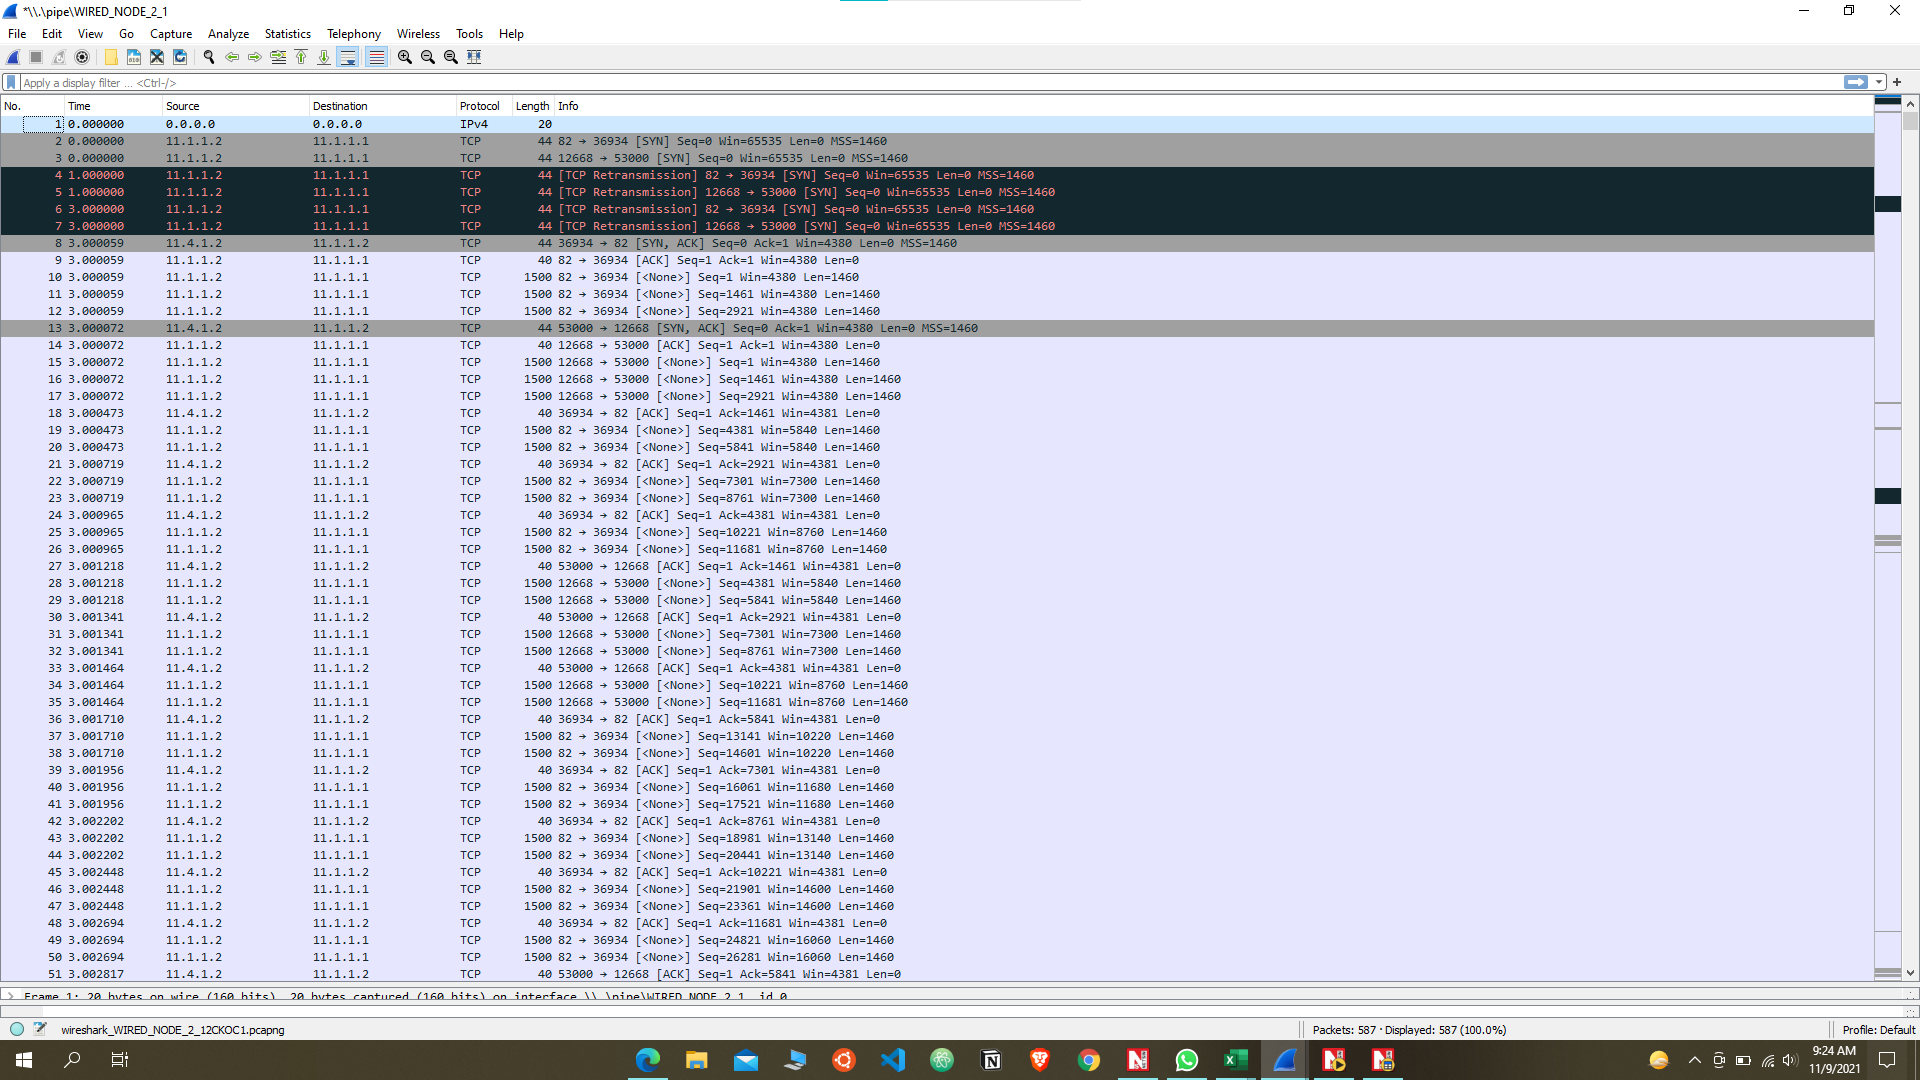 *\\.\pipe\WIRED_NODE_2_1
File Edit View Go Capture Analyze Statistics Telephony Wireless Tools Help
Apply a display filter ... <Ctrl-/>
No. Time Source Destination Protocol Length Info
1 0.000000 0.0.0.0 0.0.0.0 IPv4 20
2 0.000000 11.1.1.2 11.1.1.1 TCP 44 82 → 36934 [SYN] Seq=0 Win=65535 Len=0 MSS=1460
3 0.000000 11.1.1.2 11.1.1.1 TCP 44 12668 → 53000 [SYN] Seq=0 Win=65535 Len=0 MSS=1460
4 1.000000 11.1.1.2 11.1.1.1 TCP 44 [TCP Retransmission] 82 → 36934 [SYN] Seq=0 Win=65535 Len=0 MSS=1460
5 1.000000 11.1.1.2 11.1.1.1 TCP 44 [TCP Retransmission] 12668 → 53000 [SYN] Seq=0 Win=65535 Len=0 MSS=1460
6 3.000000 11.1.1.2 11.1.1.1 TCP 44 [TCP Retransmission] 82 → 36934 [SYN] Seq=0 Win=65535 Len=0 MSS=1460
7 3.000000 11.1.1.2 11.1.1.1 TCP 44 [TCP Retransmission] 12668 → 53000 [SYN] Seq=0 Win=65535 Len=0 MSS=1460
8 3.000059 11.4.1.2 11.1.1.2 TCP 44 36934 → 82 [SYN, ACK] Seq=0 Ack=1 Win=4380 Len=0 MSS=1460
9 3.000059 11.1.1.2 11.1.1.1 TCP 40 82 → 36934 [ACK] Seq=1 Ack=1 Win=4380 Len=0
10 3.000059 11.1.1.2 11.1.1.1 TCP 1500 82 → 36934 [<None>] Seq=1 Win=4380 Len=1460
11 3.000059 11.1.1.2 11.1.1.1 TCP 1500 82 → 36934 [<None>] Seq=1461 Win=4380 Len=1460
12 3.000059 11.1.1.2 11.1.1.1 TCP 1500 82 → 36934 [<None>] Seq=2921 Win=4380 Len=1460
13 3.000072 11.4.1.2 11.1.1.2 TCP 44 53000 → 12668 [SYN, ACK] Seq=0 Ack=1 Win=4380 Len=0 MSS=1460
14 3.000072 11.1.1.2 11.1.1.1 TCP 40 12668 → 53000 [ACK] Seq=1 Ack=1 Win=4380 Len=0
15 3.000072 11.1.1.2 11.1.1.1 TCP 1500 12668 → 53000 [<None>] Seq=1 Win=4380 Len=1460
16 3.000072 11.1.1.2 11.1.1.1 TCP 1500 12668 → 53000 [<None>] Seq=1461 Win=4380 Len=1460
17 3.000072 11.1.1.2 11.1.1.1 TCP 1500 12668 → 53000 [<None>] Seq=2921 Win=4380 Len=1460
18 3.000473 11.4.1.2 11.1.1.2 TCP 40 36934 → 82 [ACK] Seq=1 Ack=1461 Win=4381 Len=0
19 3.000473 11.1.1.2 11.1.1.1 TCP 1500 82 → 36934 [<None>] Seq=4381 Win=5840 Len=1460
20 3.000473 11.1.1.2 11.1.1.1 TCP 1500 82 → 36934 [<None>] Seq=5841 Win=5840 Len=1460
21 3.000719 11.4.1.2 11.1.1.2 TCP 40 36934 → 82 [ACK] Seq=1 Ack=2921 Win=4381 Len=0
22 3.000719 11.1.1.2 11.1.1.1 TCP 1500 82 → 36934 [<None>] Seq=7301 Win=7300 Len=1460
23 3.000719 11.1.1.2 11.1.1.1 TCP 1500 82 → 36934 [<None>] Seq=8761 Win=7300 Len=1460
24 3.000965 11.4.1.2 11.1.1.2 TCP 40 36934 → 82 [ACK] Seq=1 Ack=4381 Win=4381 Len=0
25 3.000965 11.1.1.2 11.1.1.1 TCP 1500 82 → 36934 [<None>] Seq=10221 Win=8760 Len=1460
26 3.000965 11.1.1.2 11.1.1.1 TCP 1500 82 → 36934 [<None>] Seq=11681 Win=8760 Len=1460
27 3.001218 11.4.1.2 11.1.1.2 TCP 40 53000 → 12668 [ACK] Seq=1 Ack=1461 Win=4381 Len=0
28 3.001218 11.1.1.2 11.1.1.1 TCP 1500 12668 → 53000 [<None>] Seq=4381 Win=5840 Len=1460
29 3.001218 11.1.1.2 11.1.1.1 TCP 1500 12668 → 53000 [<None>] Seq=5841 Win=5840 Len=1460
30 3.001341 11.4.1.2 11.1.1.2 TCP 40 53000 → 12668 [ACK] Seq=1 Ack=2921 Win=4381 Len=0
31 3.001341 11.1.1.2 11.1.1.1 TCP 1500 12668 → 53000 [<None>] Seq=7301 Win=7300 Len=1460
32 3.001341 11.1.1.2 11.1.1.1 TCP 1500 12668 → 53000 [<None>] Seq=8761 Win=7300 Len=1460
33 3.001464 11.4.1.2 11.1.1.2 TCP 40 53000 → 12668 [ACK] Seq=1 Ack=4381 Win=4381 Len=0
34 3.001464 11.1.1.2 11.1.1.1 TCP 1500 12668 → 53000 [<None>] Seq=10221 Win=8760 Len=1460
35 3.001464 11.1.1.2 11.1.1.1 TCP 1500 12668 → 53000 [<None>] Seq=11681 Win=8760 Len=1460
36 3.001710 11.4.1.2 11.1.1.2 TCP 40 36934 → 82 [ACK] Seq=1 Ack=5841 Win=4381 Len=0
37 3.001710 11.1.1.2 11.1.1.1 TCP 1500 82 → 36934 [<None>] Seq=13141 Win=10220 Len=1460
38 3.001710 11.1.1.2 11.1.1.1 TCP 1500 82 → 36934 [<None>] Seq=14601 Win=10220 Len=1460
39 3.001956 11.4.1.2 11.1.1.2 TCP 40 36934 → 82 [ACK] Seq=1 Ack=7301 Win=4381 Len=0
40 3.001956 11.1.1.2 11.1.1.1 TCP 1500 82 → 36934 [<None>] Seq=16061 Win=11680 Len=1460
41 3.001956 11.1.1.2 11.1.1.1 TCP 1500 82 → 36934 [<None>] Seq=17521 Win=11680 Len=1460
42 3.002202 11.4.1.2 11.1.1.2 TCP 40 36934 → 82 [ACK] Seq=1 Ack=8761 Win=4381 Len=0
43 3.002202 11.1.1.2 11.1.1.1 TCP 1500 82 → 36934 [<None>] Seq=18981 Win=13140 Len=1460
44 3.002202 11.1.1.2 11.1.1.1 TCP 1500 82 → 36934 [<None>] Seq=20441 Win=13140 Len=1460
45 3.002448 11.4.1.2 11.1.1.2 TCP 40 36934 → 82 [ACK] Seq=1 Ack=10221 Win=4381 Len=0
46 3.002448 11.1.1.2 11.1.1.1 TCP 1500 82 → 36934 [<None>] Seq=21901 Win=14600 Len=1460
47 3.002448 11.1.1.2 11.1.1.1 TCP 1500 82 → 36934 [<None>] Seq=23361 Win=14600 Len=1460
48 3.002694 11.4.1.2 11.1.1.2 TCP 40 36934 → 82 [ACK] Seq=1 Ack=11681 Win=4381 Len=0
49 3.002694 11.1.1.2 11.1.1.1 TCP 1500 82 → 36934 [<None>] Seq=24821 Win=16060 Len=1460
50 3.002694 11.1.1.2 11.1.1.1 TCP 1500 82 → 36934 [<None>] Seq=26281 Win=16060 Len=1460
51 3.002817 11.4.1.2 11.1.1.2 TCP 40 53000 → 12668 [ACK] Seq=1 Ack=5841 Win=4381 Len=0
Frame 1: 20 bytes on wire (160 bits), 20 bytes captured (160 bits) on interface \\.\pipe\WIRED_NODE_2_1, id 0
wireshark_WIRED_NODE_2_12CKOC1.pcapng Packets: 587 · Displayed: 587 (100.0%) Profile: Default
9:24 AM
11/9/2021